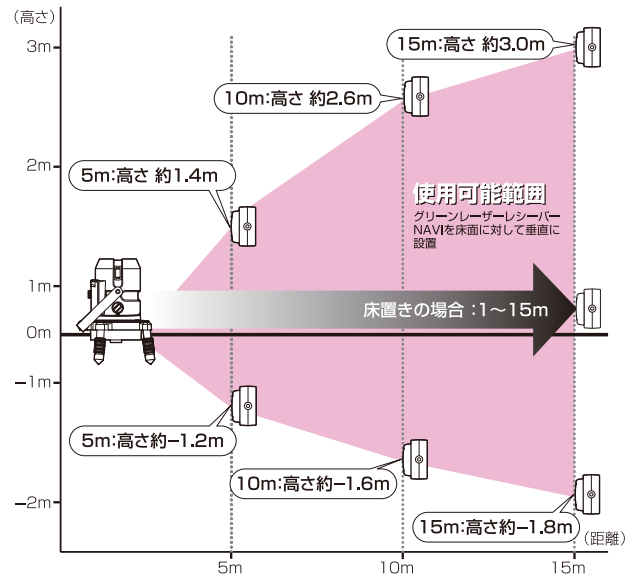 （高さ）
3m
15m:高さ 約3.0m
10m:高さ 約2.6m
2m
5m:高さ 約1.4m
使用可能範囲
グリーンレーザーレシーバー
NAVIを床面に対して垂直に
設置
1m
床置きの場合：1〜15m
0m
−1m
5m:高さ約−1.2m
10m:高さ約−1.6m
−2m
15m:高さ約−1.8m
（距離）
5m
10m
15m